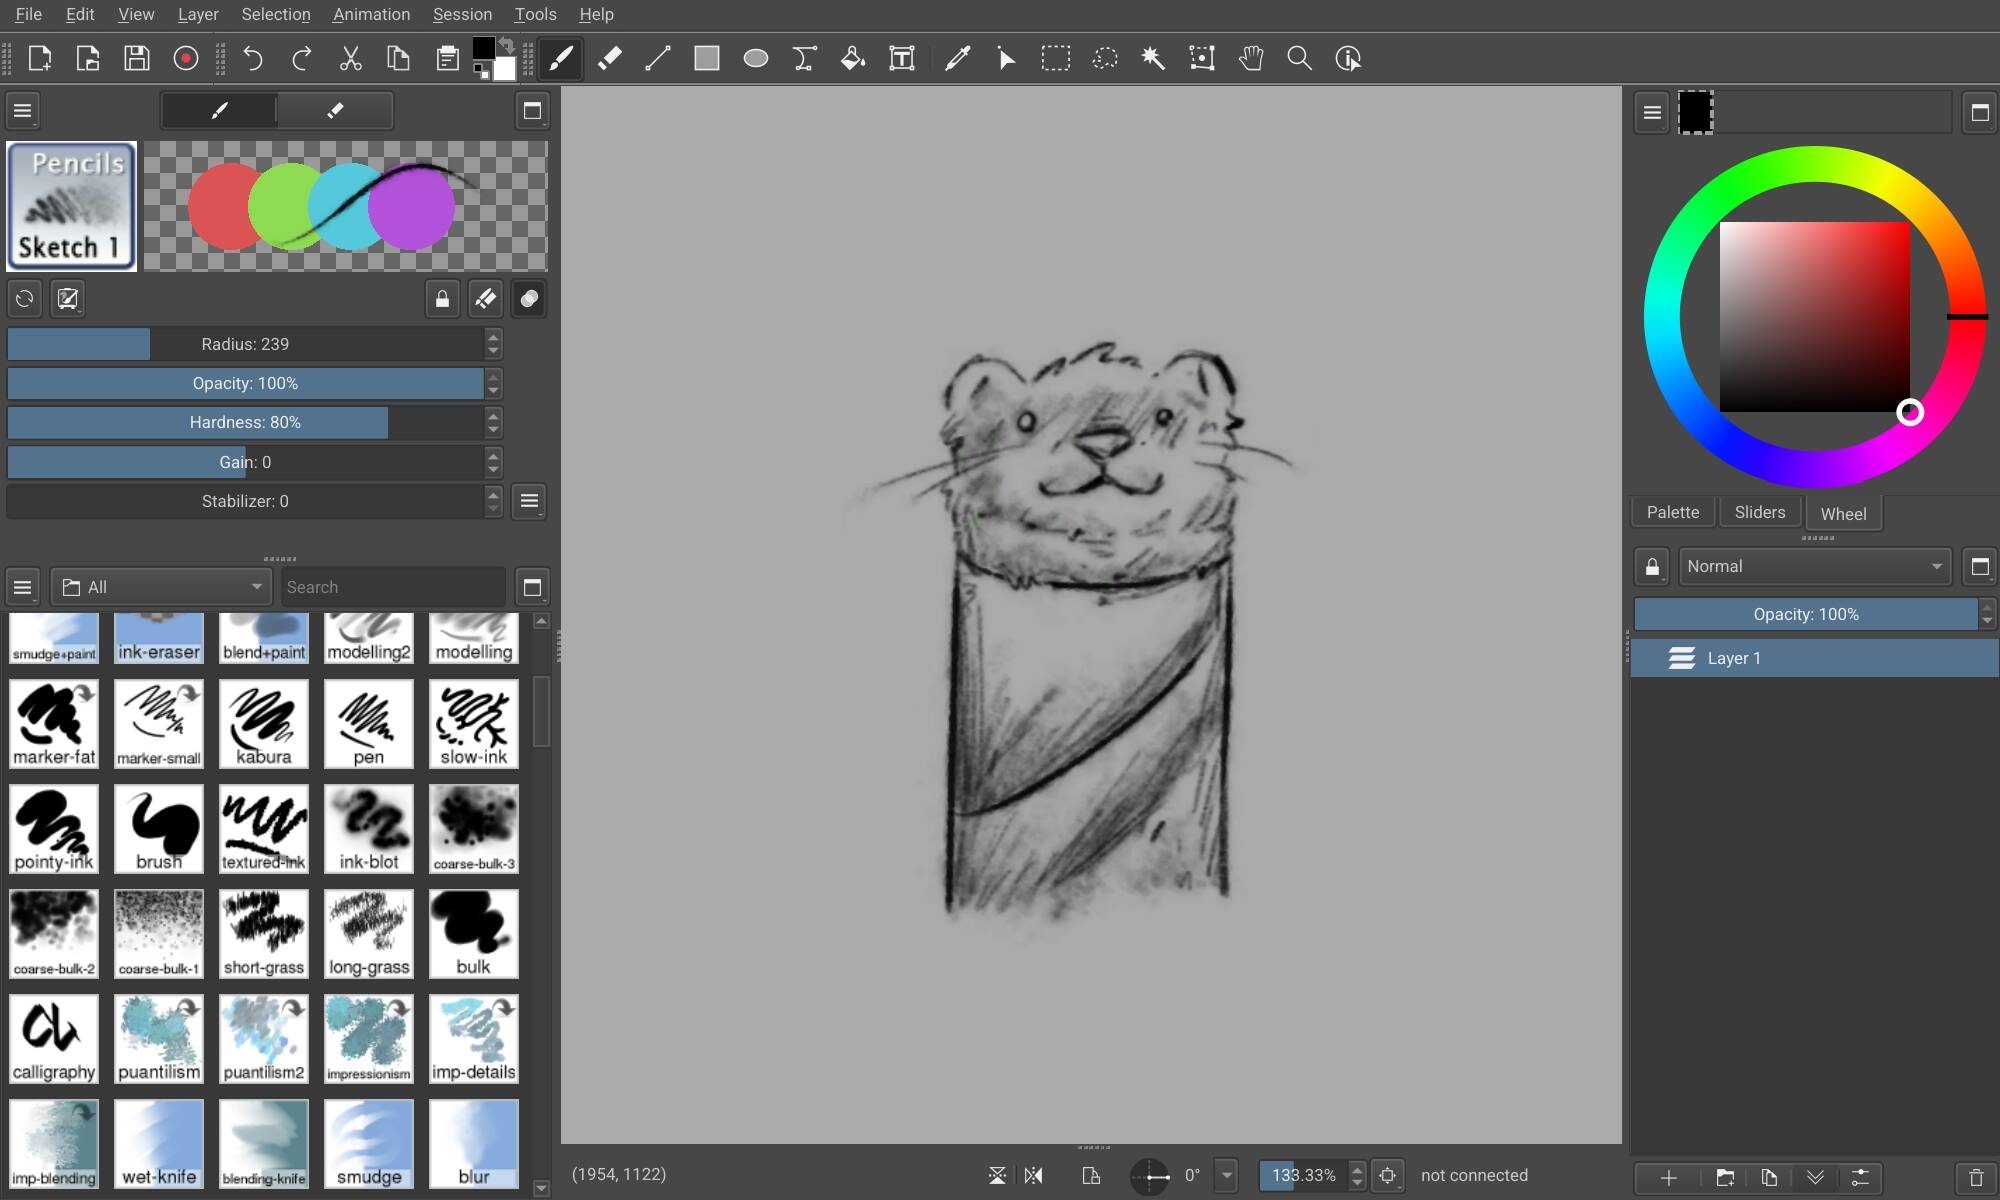 File Edit View Layer Selection Animation Session Tools Help
Pencils
Sketch 1
Radius: 239
Opacity: 100%
Hardness: 80%
Gain: 0
Stabilizer: 0
All Search
smudge+paint ink-eraser blend+paint modelling2 modelling
marker-fat marker-small kabura pen slow-ink
pointy-ink brush textured-ink ink-blot coarse-bulk-3
coarse-bulk-2 coarse-bulk-1 short-grass long-grass bulk
calligraphy puantilism puantilism2 impressionism imp-details
imp-blending wet-knife blending-knife smudge blur
(1954, 1122) 0° 133.33% not connected
Palette Sliders Wheel
Normal
Opacity: 100%
Layer 1